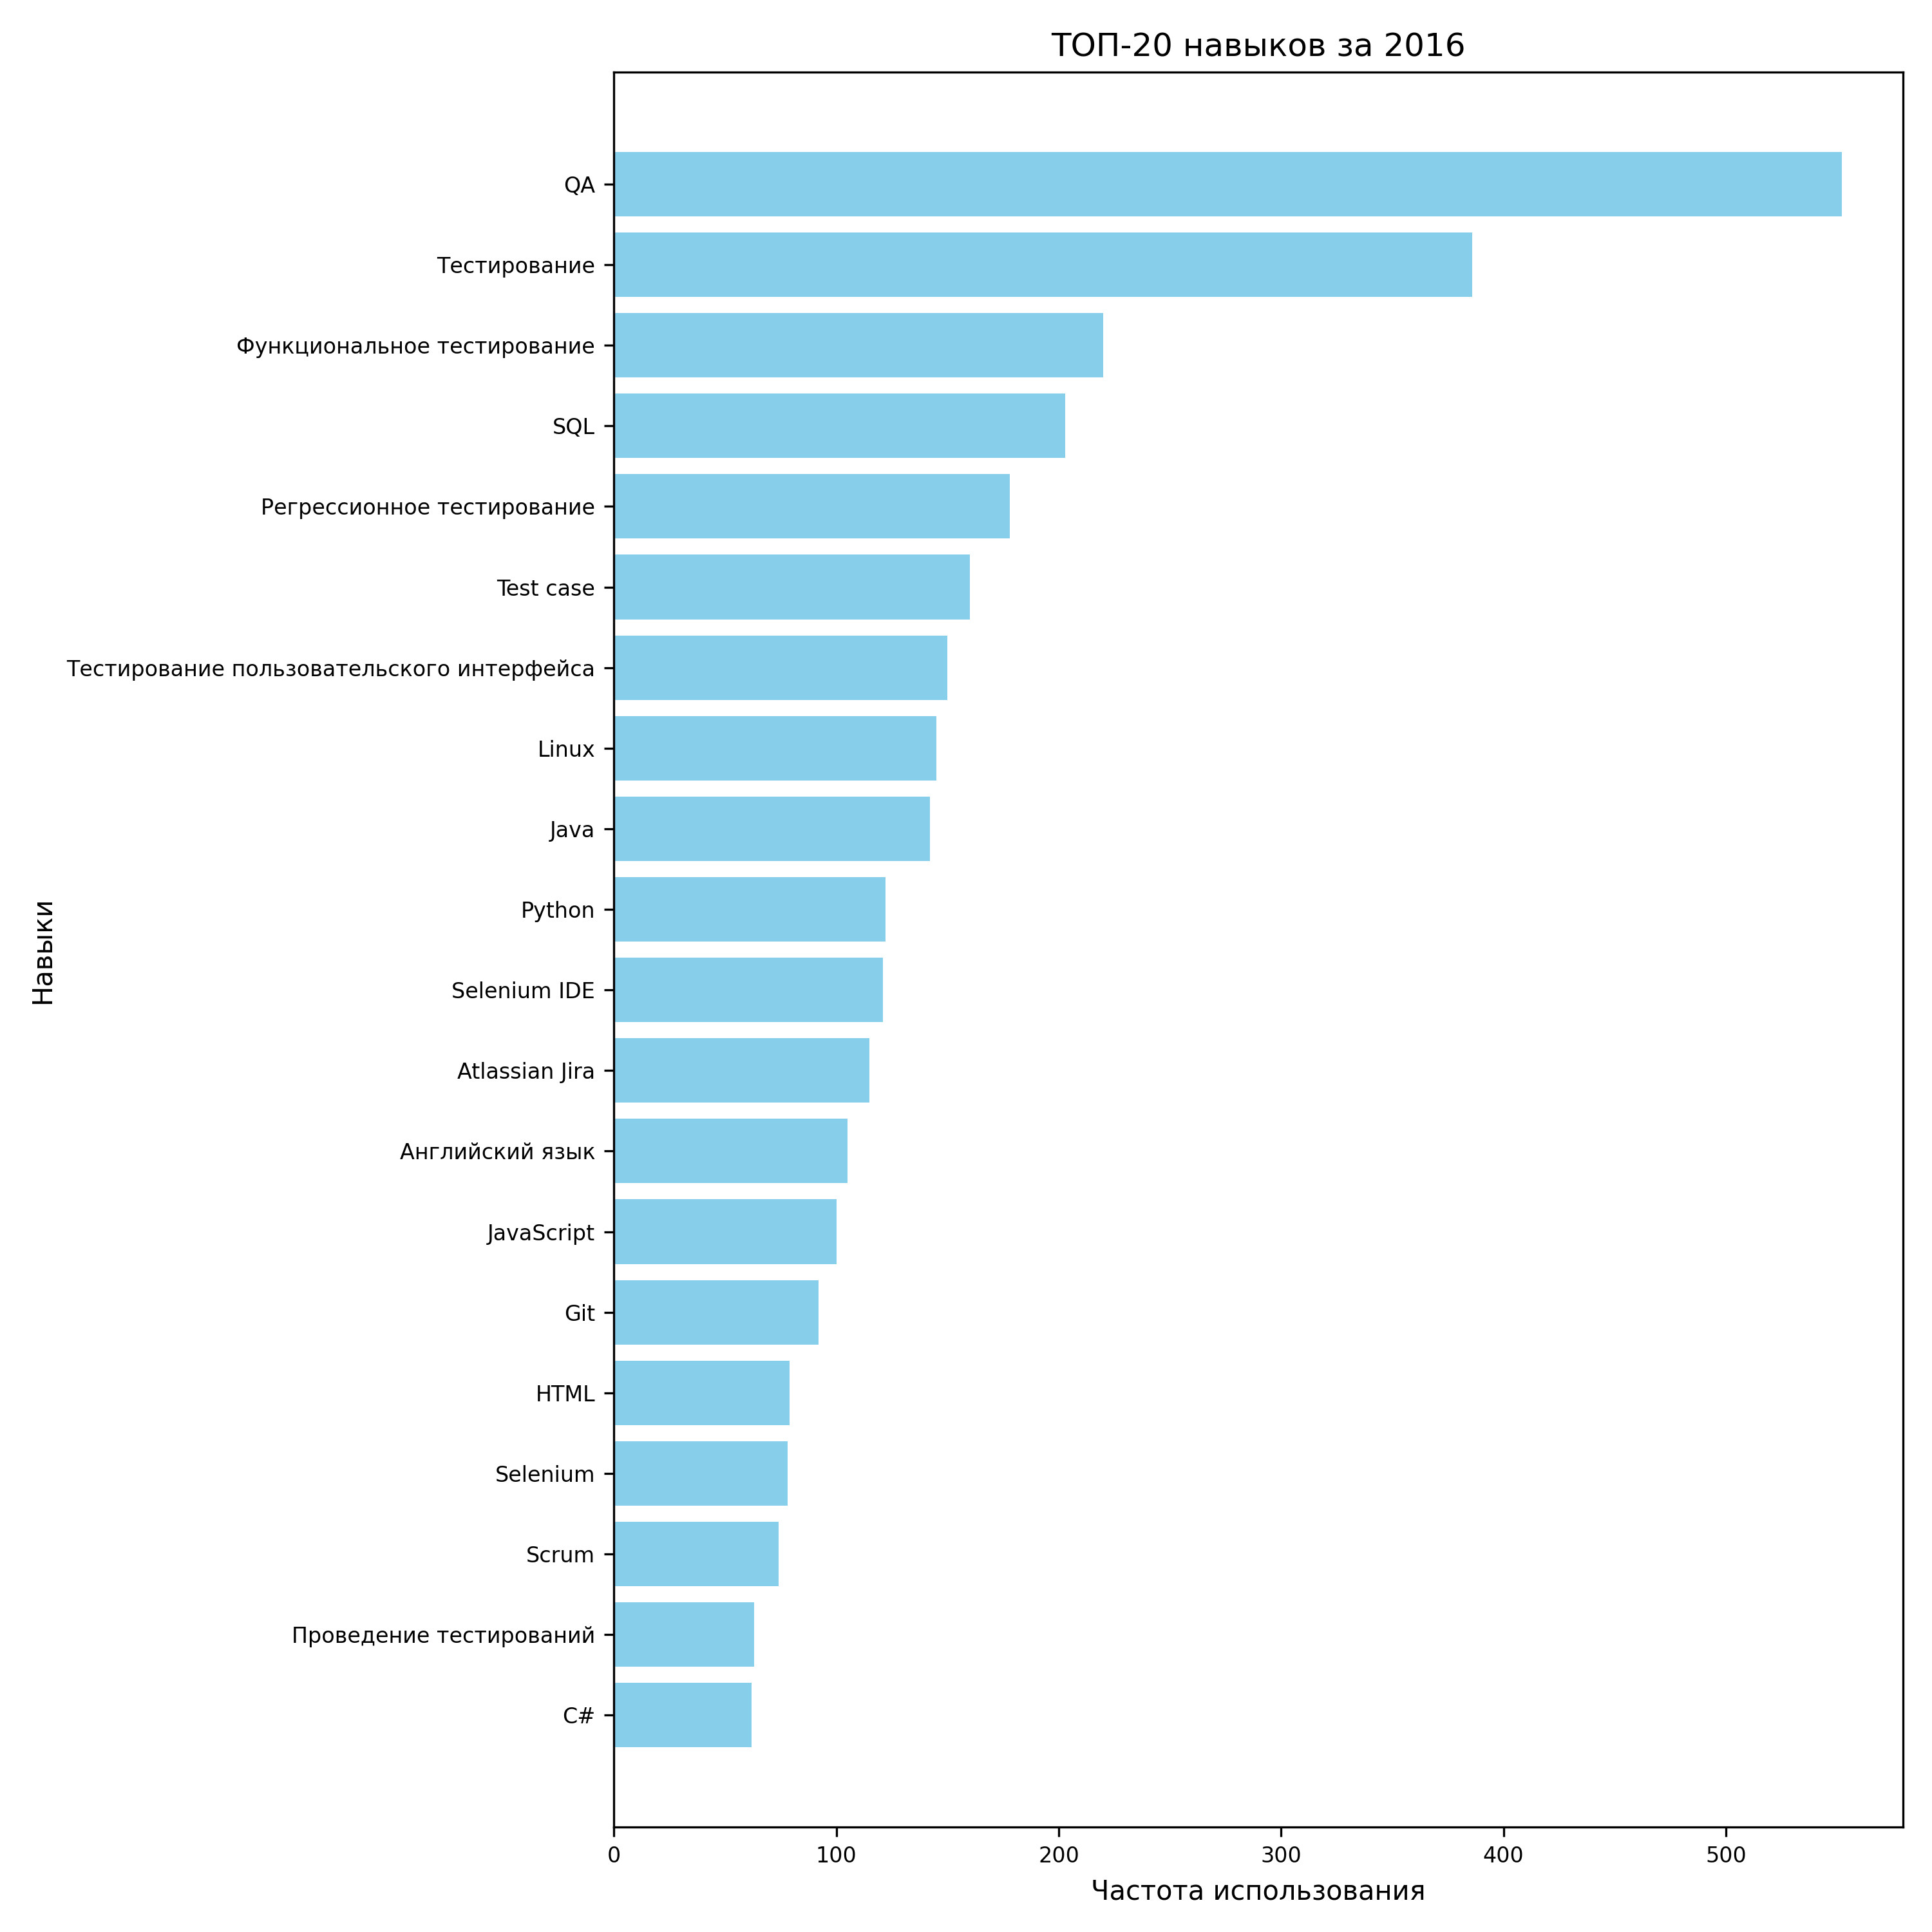 ТОП-20 навыков за 2016
QA
Тестирование
Функциональное тестирование
SQL
Регрессионное тестирование
Test case
Тестирование пользовательского интерфейса
Linux
Java
Python
Selenium IDE
Atlassian Jira
Английский язык
JavaScript
Git
HTML
Selenium
Scrum
Проведение тестирований
C#
Навыки
0 100 200 300 400 500
Частота использования